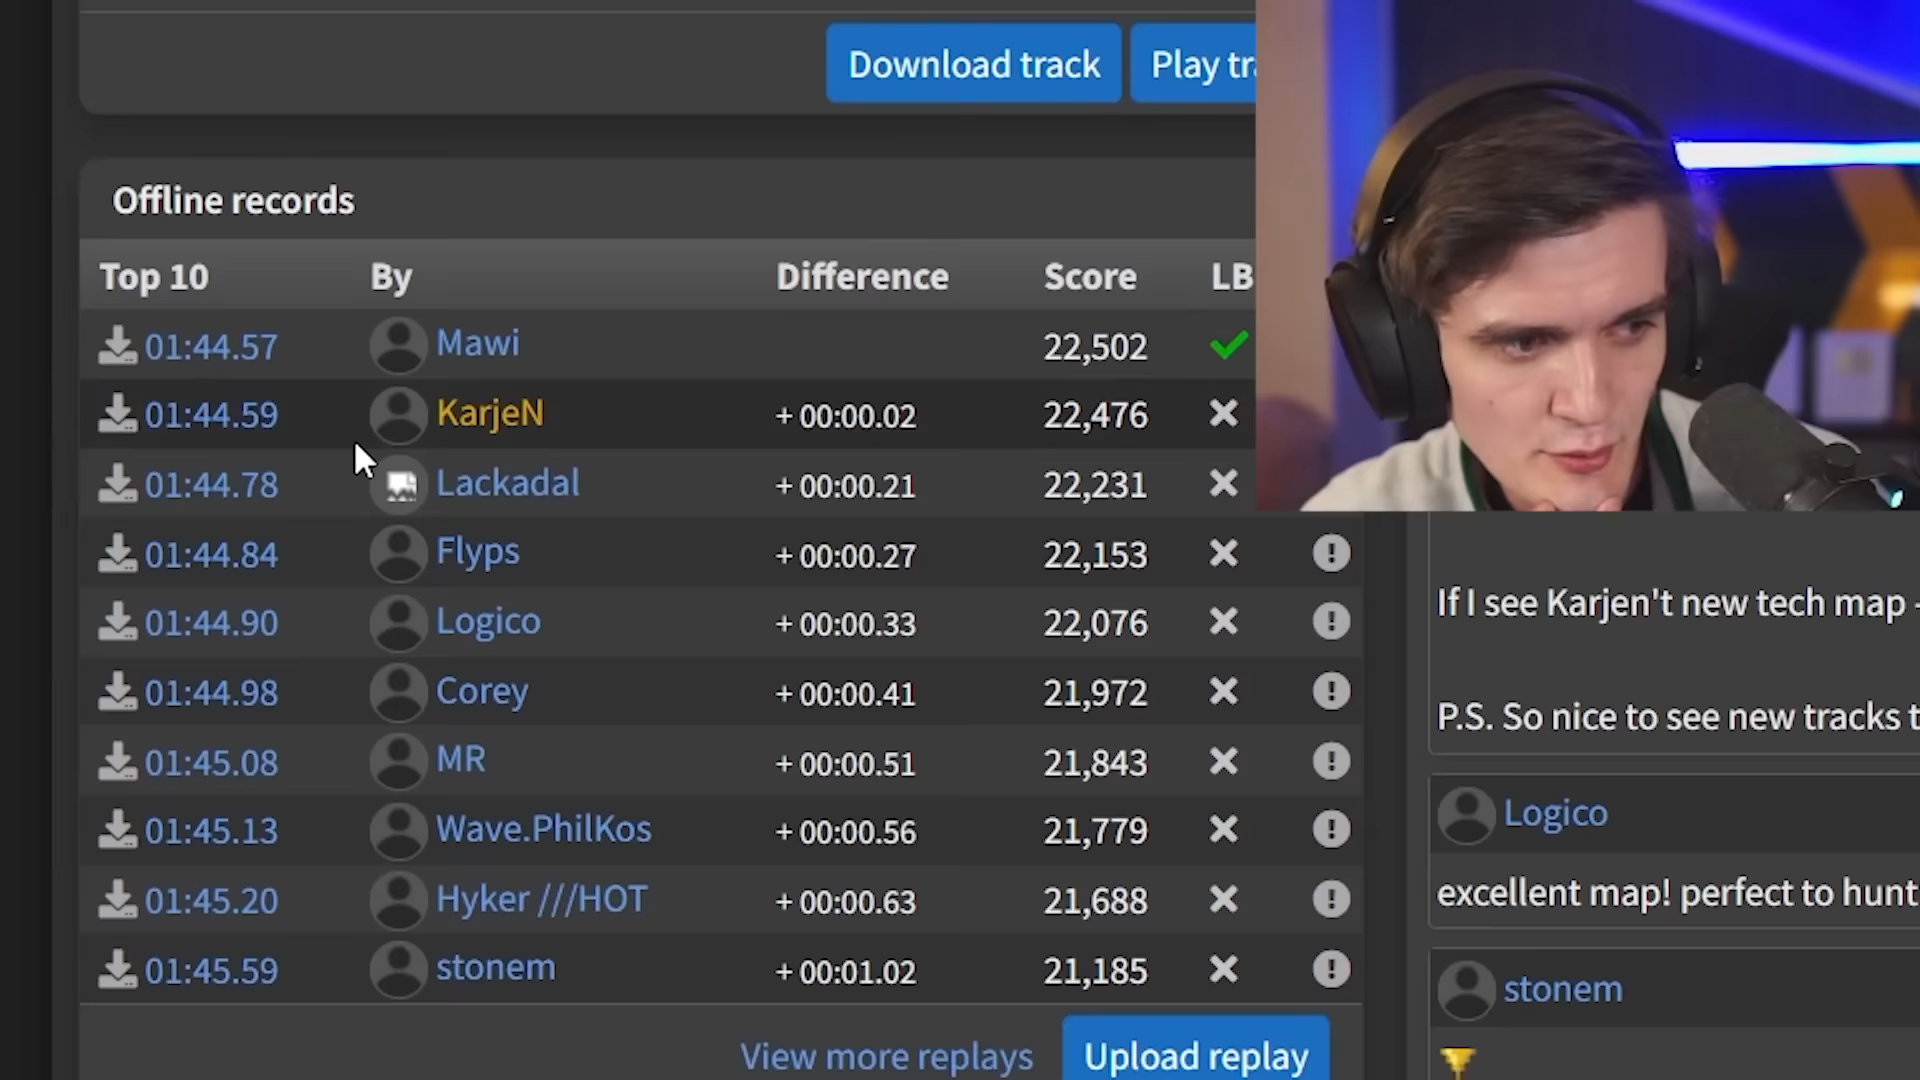 Download track
Play tr
Offline records
Top 10 By Difference Score LB
01:44.57 Mawi 22,502
01:44.59 KarjeN + 00:00.02 22,476
01:44.78 Lackadal + 00:00.21 22,231
01:44.84 Flyps + 00:00.27 22,153
01:44.90 Logico + 00:00.33 22,076
01:44.98 Corey + 00:00.41 21,972
01:45.08 MR + 00:00.51 21,843
01:45.13 Wave.PhilKos + 00:00.56 21,779
01:45.20 Hyker ///HOT + 00:00.63 21,688
01:45.59 stonem + 00:01.02 21,185
View more replays
Upload replay
If I see Karjen't new tech map -
P.S. So nice to see new tracks t
Logico
excellent map! perfect to hunt
stonem